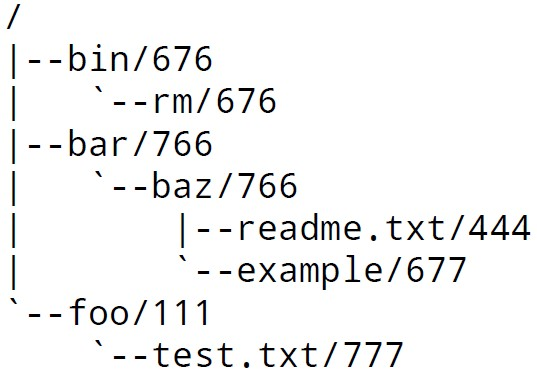 /
|--bin/676
|   `--rm/676
|--bar/766
|   `--baz/766
|       |--readme.txt/444
|       `--example/677
`--foo/111
    `--test.txt/777